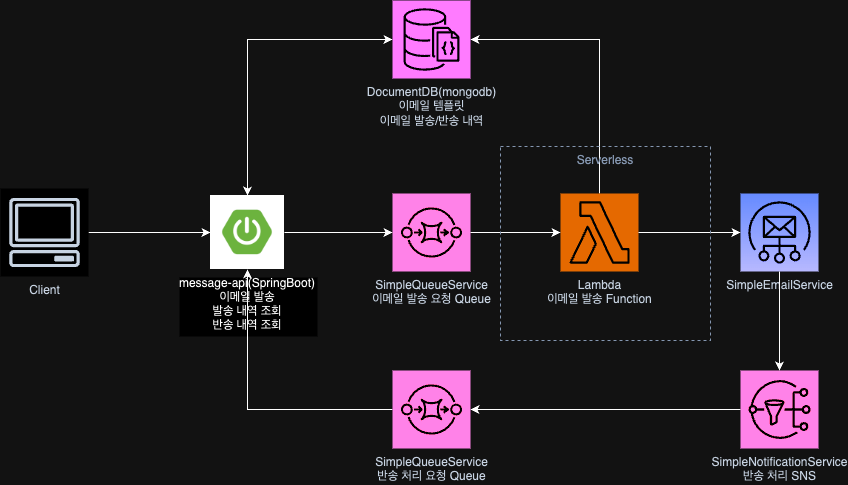 DocumentDB(mongodb)
이메일 템플릿
이메일 발송/반송 내역
Serverless
Client
message-api(SpringBoot)
이메일 발송
발송 내역 조회
반송 내역 조회
SimpleQueueService
이메일 발송 요청 Queue
Lambda
이메일 발송 Function
SimpleEmailService
SimpleQueueService
반송 처리 요청 Queue
SimpleNotificationService
반송 처리 SNS